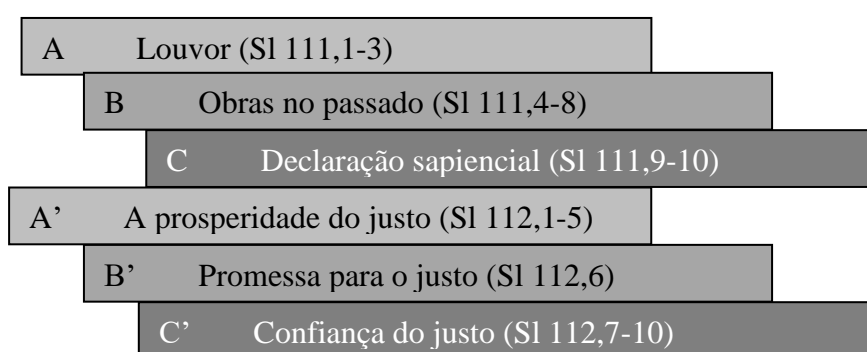 A Louvor (Sl 111,1-3)
B Obras no passado (Sl 111,4-8)
C Declaração sapiencial (Sl 111,9-10)
A’ A prosperidade do justo (Sl 112,1-5)
B’ Promessa para o justo (Sl 112,6)
C’ Confiança do justo (Sl 112,7-10)